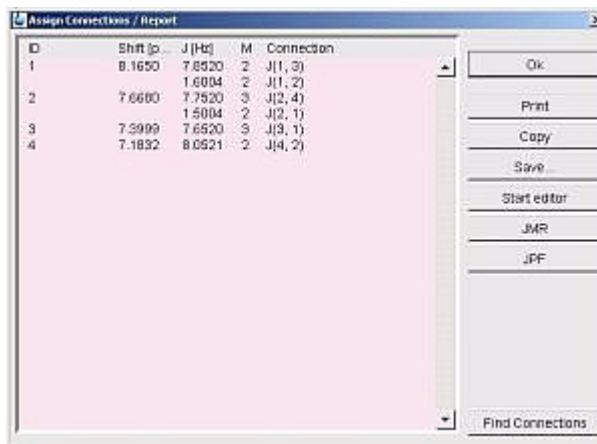 Assign Connections / Report
ID Shift [p... J [Hz] M Connection
1 8.1650 7.8520 2 J(1, 3)
1.6004 2 J(1, 2)
2 7.6680 7.7520 3 J(2, 4)
1.5004 2 J(2, 1)
3 7.3999 7.6520 3 J(3, 1)
4 7.1832 8.0521 2 J(4, 2)
Ok
Print
Copy
Save...
Start editor
JMR
JPF
Find Connections